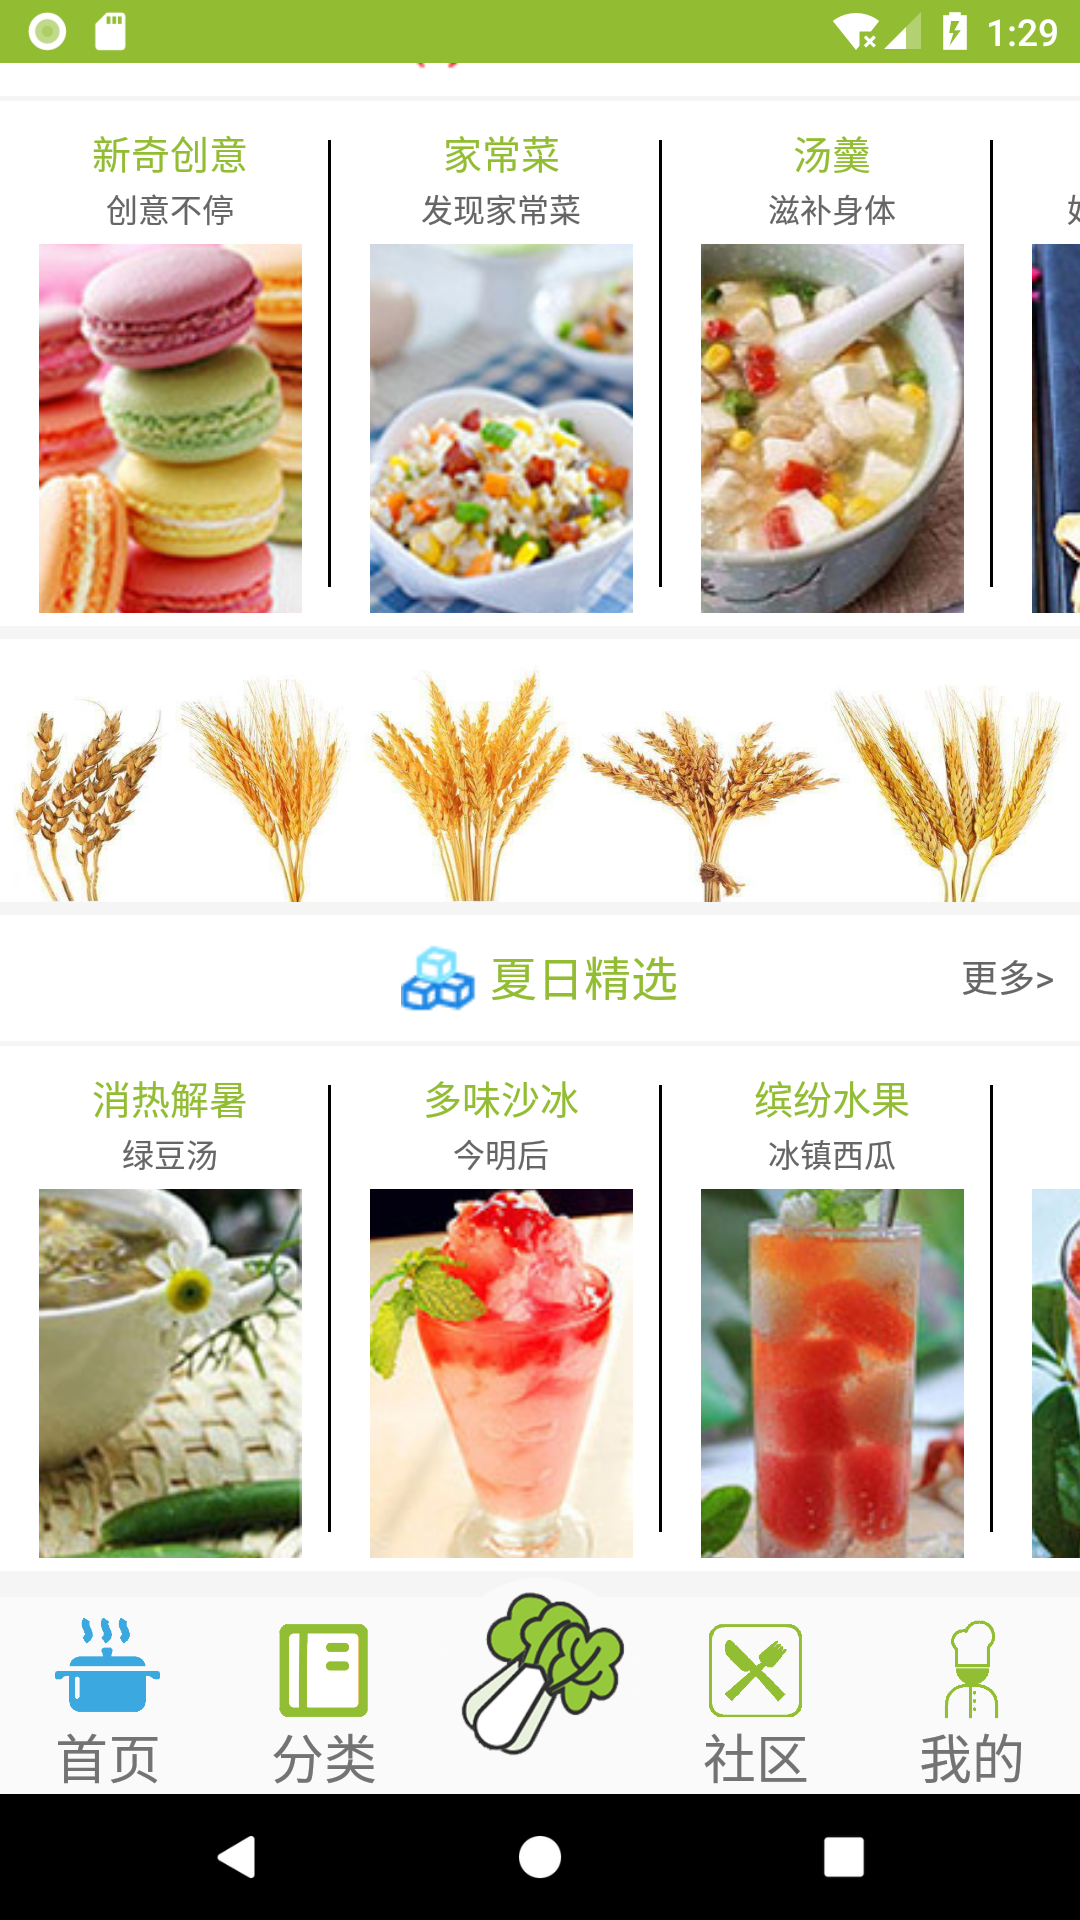 1:29
新奇创意
创意不停
家常菜
发现家常菜
汤羹
滋补身体
夏日精选
更多>
消热解暑
绿豆汤
多味沙冰
今明后
缤纷水果
冰镇西瓜
首页
分类
社区
我的